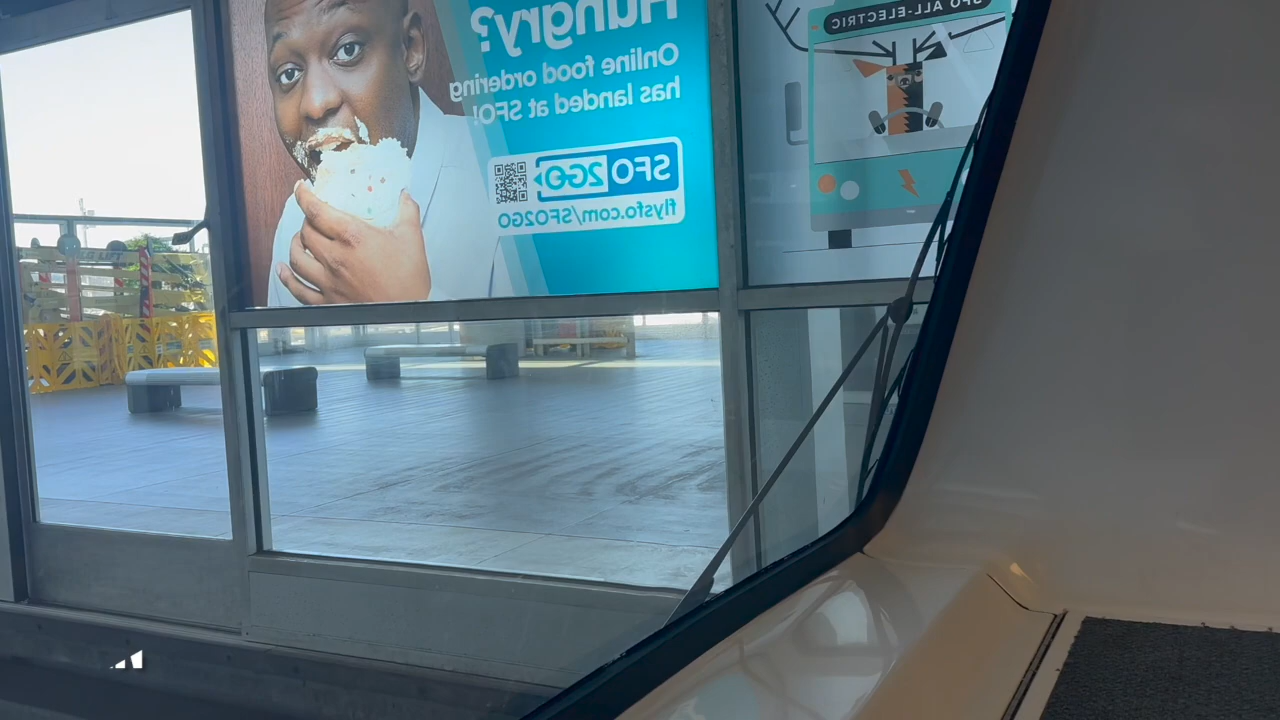 Hungry?
Online food ordering
has landed at SFO!
SFO2GO
flysfo.com/SFO2GO
SFO ALL-ELECTRIC